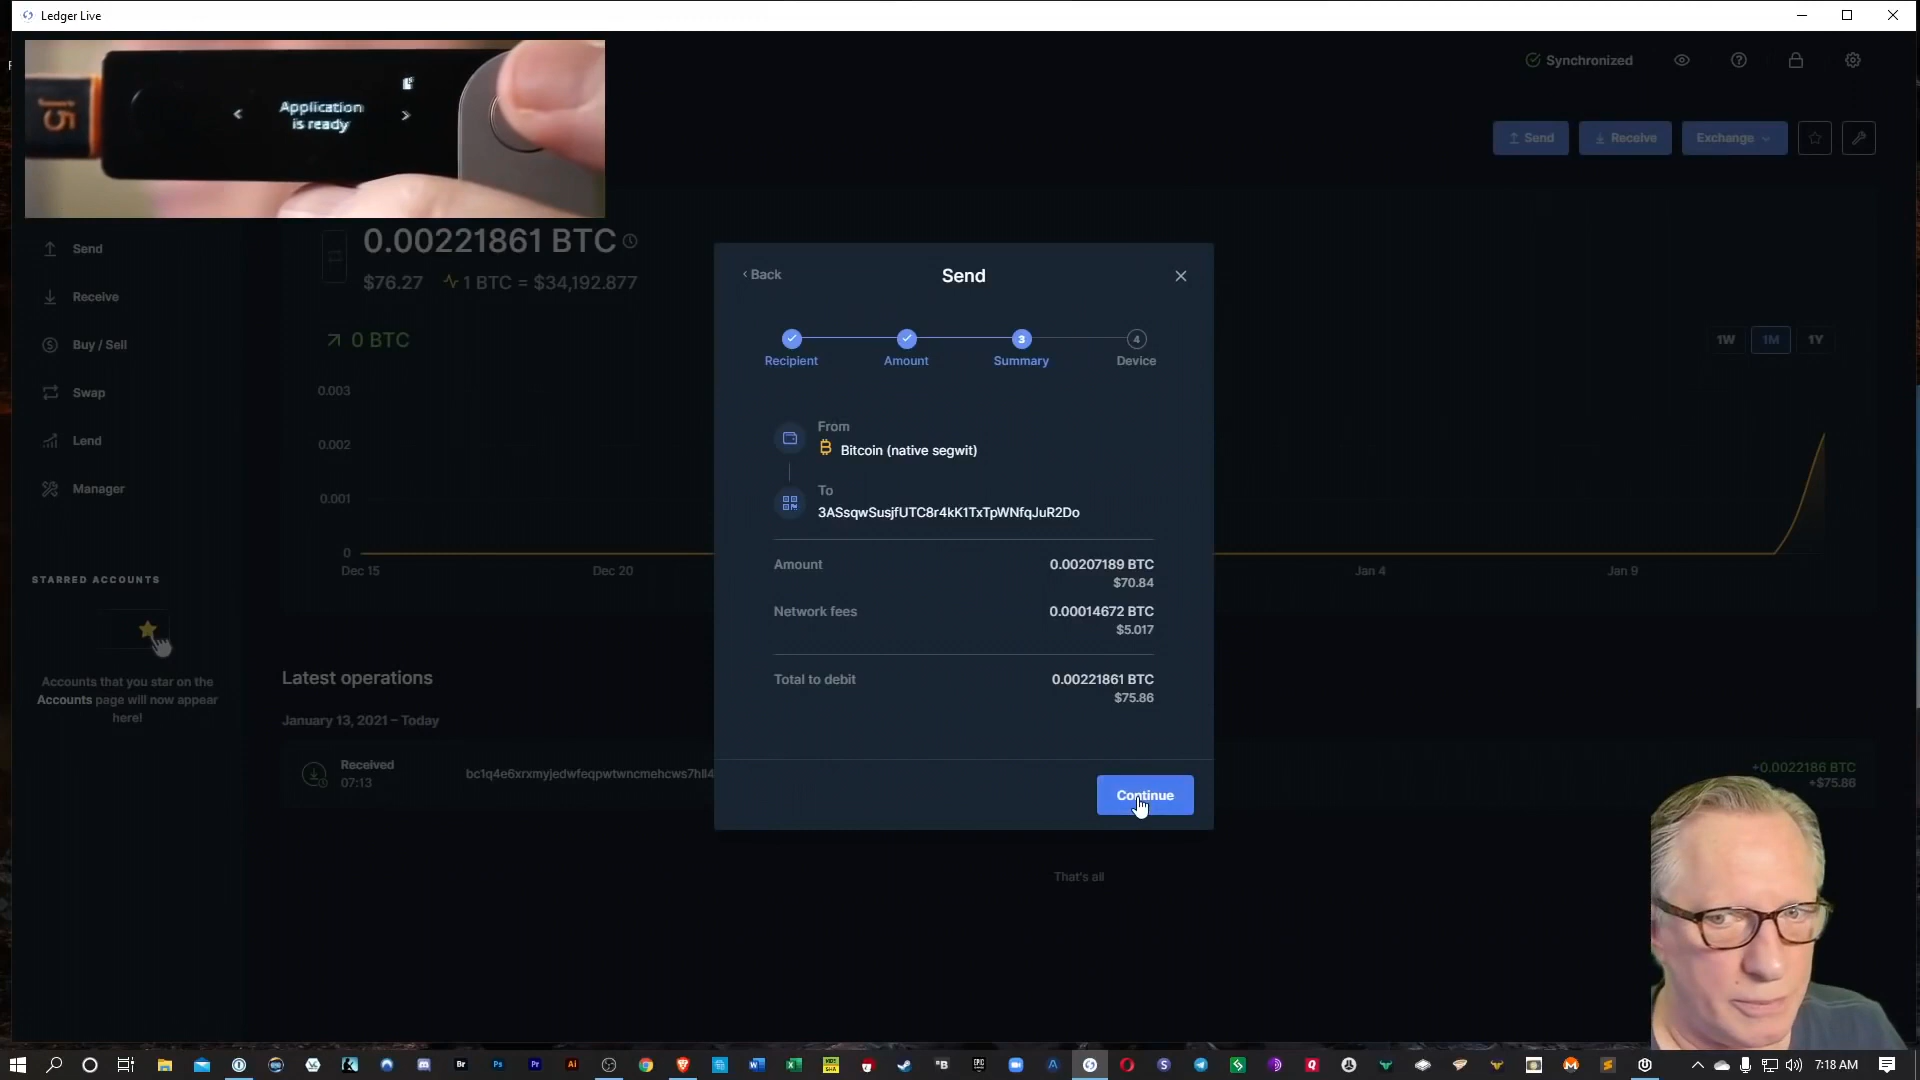 Ledger Live
j5
Application
is ready
Synchronized
Send
Receive
Exchange
Send
Receive
Buy / Sell
Swap
Lend
Manager
0.00221861 BTC
$76.27
1 BTC = $34,192.877
0 BTC
1W
1M
1Y
0.003
0.002
0.001
0
Dec 15
Dec 20
Jan 4
Jan 9
Back
Send
3
4
Recipient
Amount
Summary
Device
From
Bitcoin (native segwit)
To
3ASsqwSusjfUTC8r4kK1TxTpWNfqJuR2Do
Amount
0.00207189 BTC
$70.84
Network fees
0.00014672 BTC
$5.017
Total to debit
0.00221861 BTC
$75.86
Continue
STARRED ACCOUNTS
Accounts that you star on the
Accounts page will now appear
here!
Latest operations
January 13, 2021 – Today
Received
07:13
bc1q4e6xrxmyjedwfeqpwtwncmehcws7hll4
+0.0022186 BTC
+$75.86
That's all
7:18 AM